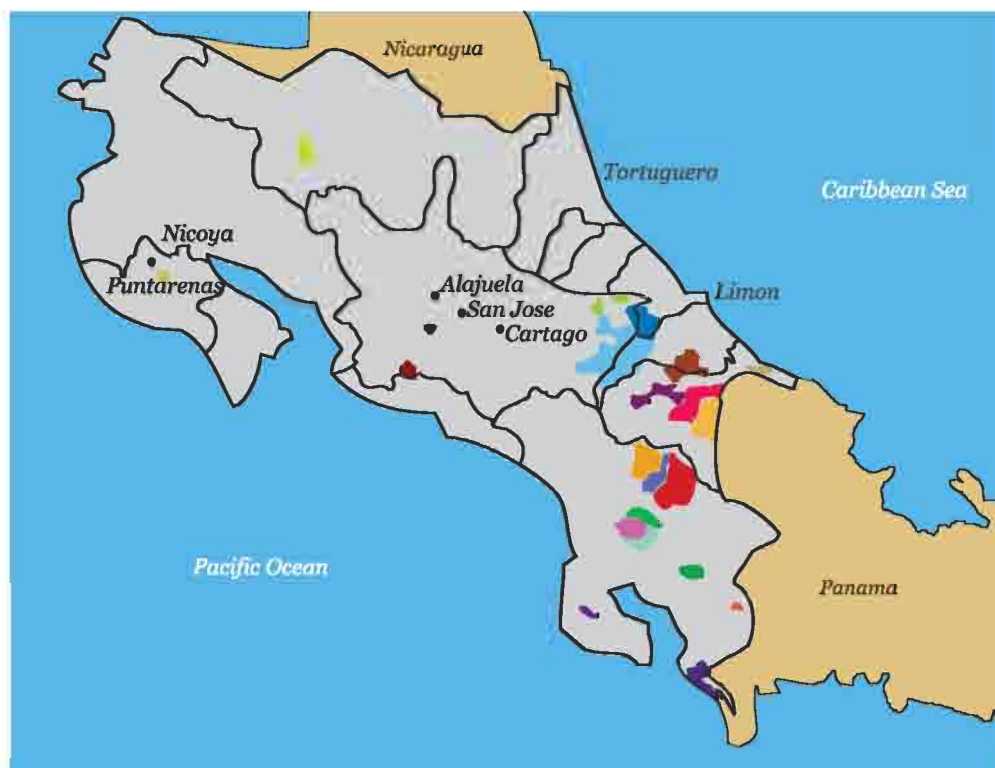 Nicaragua
Tortuguero
Caribbean Sea
Nicoya
Puntarenas
Alajuela
San Jose
Cartago
Limon
Pacific Ocean
Panama